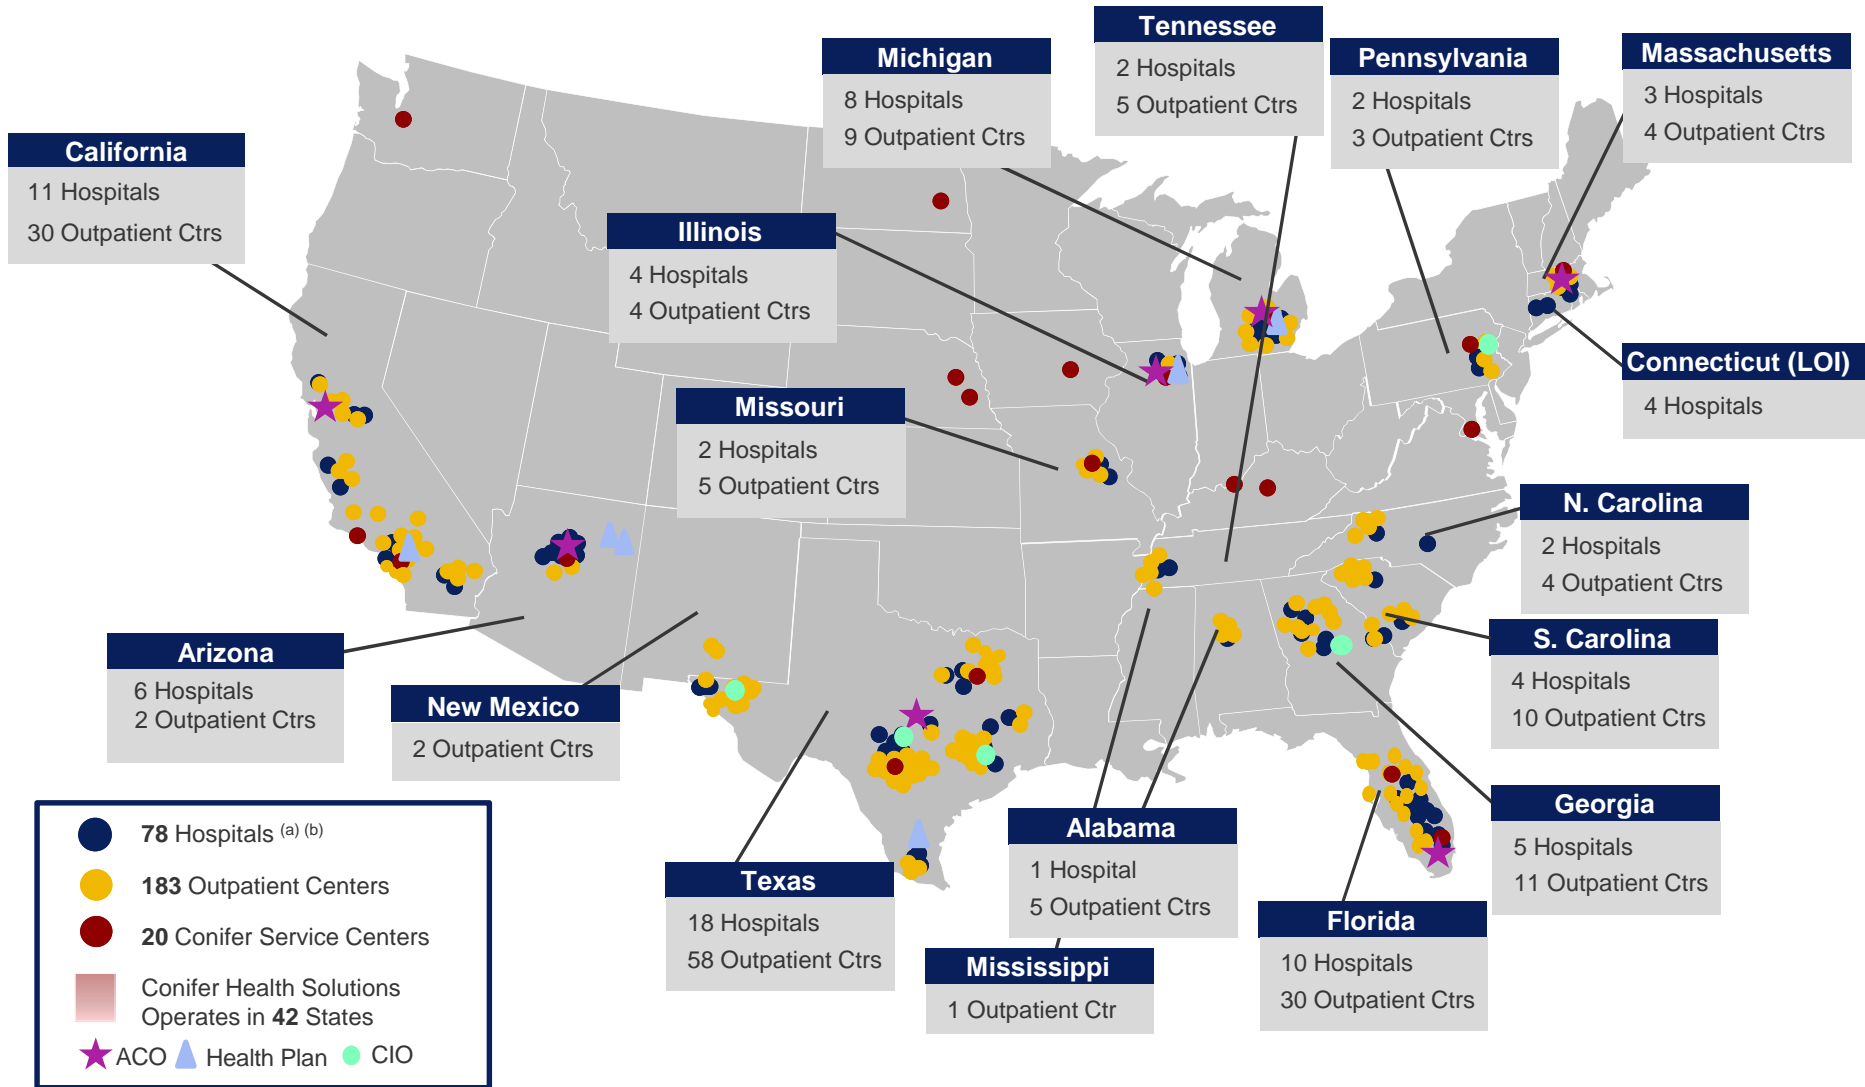 Tennessee
2 Hospitals
5 Outpatient Ctrs
Michigan
8 Hospitals
9 Outpatient Ctrs
Pennsylvania
2 Hospitals
3 Outpatient Ctrs
Massachusetts
3 Hospitals
4 Outpatient Ctrs
California
11 Hospitals
30 Outpatient Ctrs
Illinois
4 Hospitals
4 Outpatient Ctrs
Connecticut (LOI)
4 Hospitals
Missouri
2 Hospitals
5 Outpatient Ctrs
N. Carolina
2 Hospitals
4 Outpatient Ctrs
S. Carolina
4 Hospitals
10 Outpatient Ctrs
Arizona
6 Hospitals
2 Outpatient Ctrs
New Mexico
2 Outpatient Ctrs
Georgia
5 Hospitals
11 Outpatient Ctrs
Alabama
1 Hospital
5 Outpatient Ctrs
Texas
18 Hospitals
58 Outpatient Ctrs
Florida
10 Hospitals
30 Outpatient Ctrs
Mississippi
1 Outpatient Ctr
78 Hospitals (a) (b)
183 Outpatient Centers
20 Conifer Service Centers
Conifer Health Solutions
Operates in 42 States
ACO Health Plan CIO